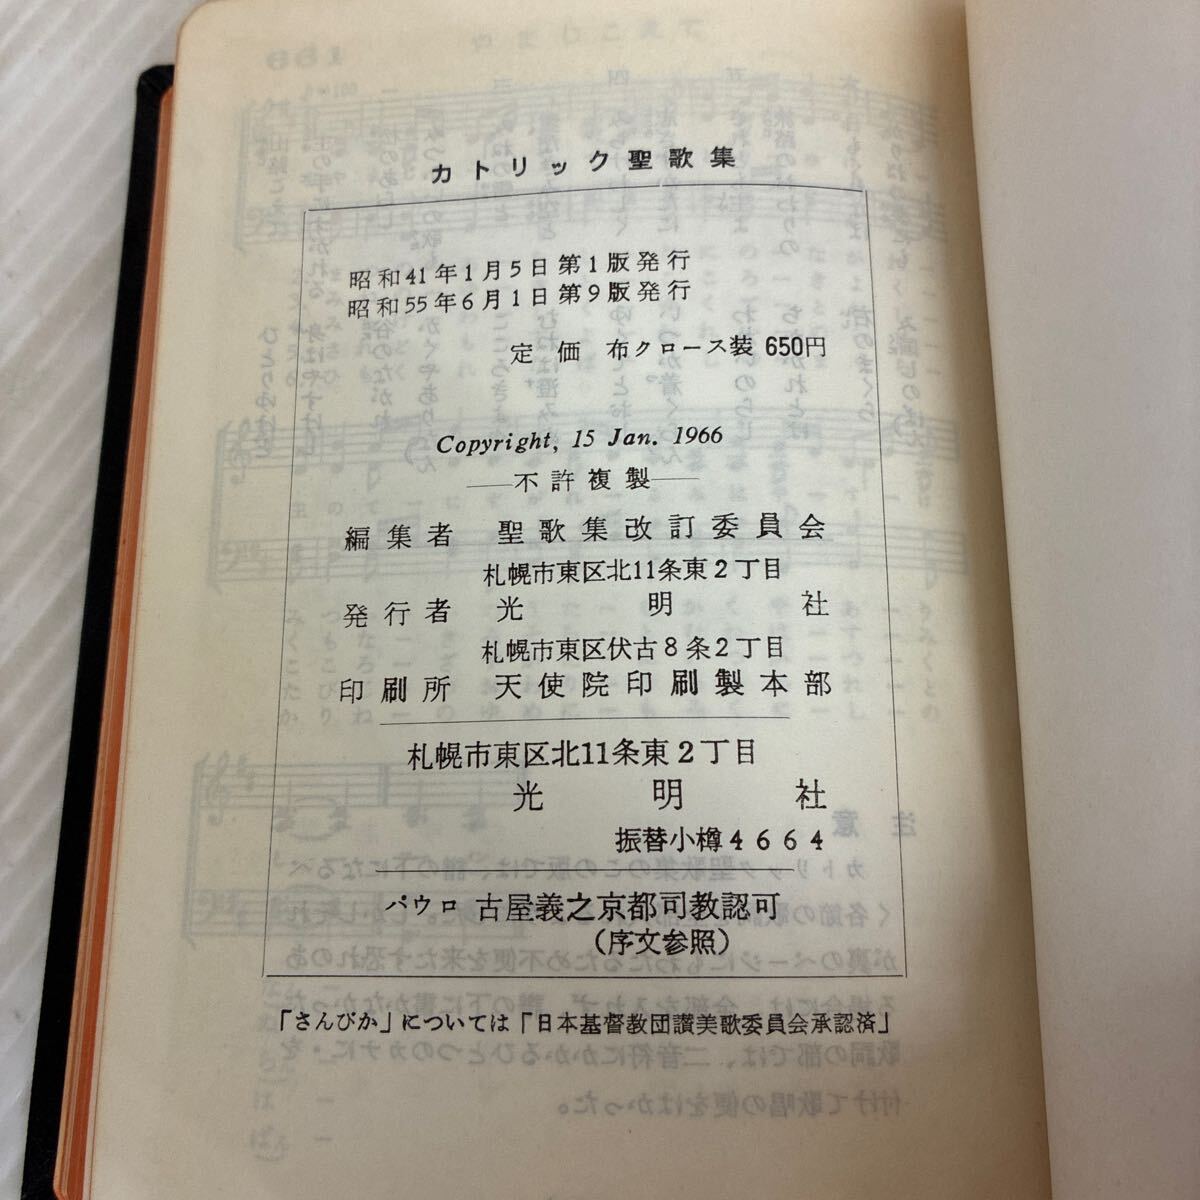 カトリック聖歌集
昭和41年1月5日第1版発行
昭和55年6月1日第9版発行
定価 布クロース装 650円
Copyright, 15 Jan. 1966
―不許複製―
編集者 聖歌集改訂委員会
札幌市東区北11条東2丁目
発行者 光明社
札幌市東区伏古8条2丁目
印刷所 天使院印刷製本部
札幌市東区北11条東2丁目
光明社
振替小樽4664
パウロ 古屋義之京都司教認可
(序文参照)
「さんびか」については「日本基督教団讃美歌委員会承認済」